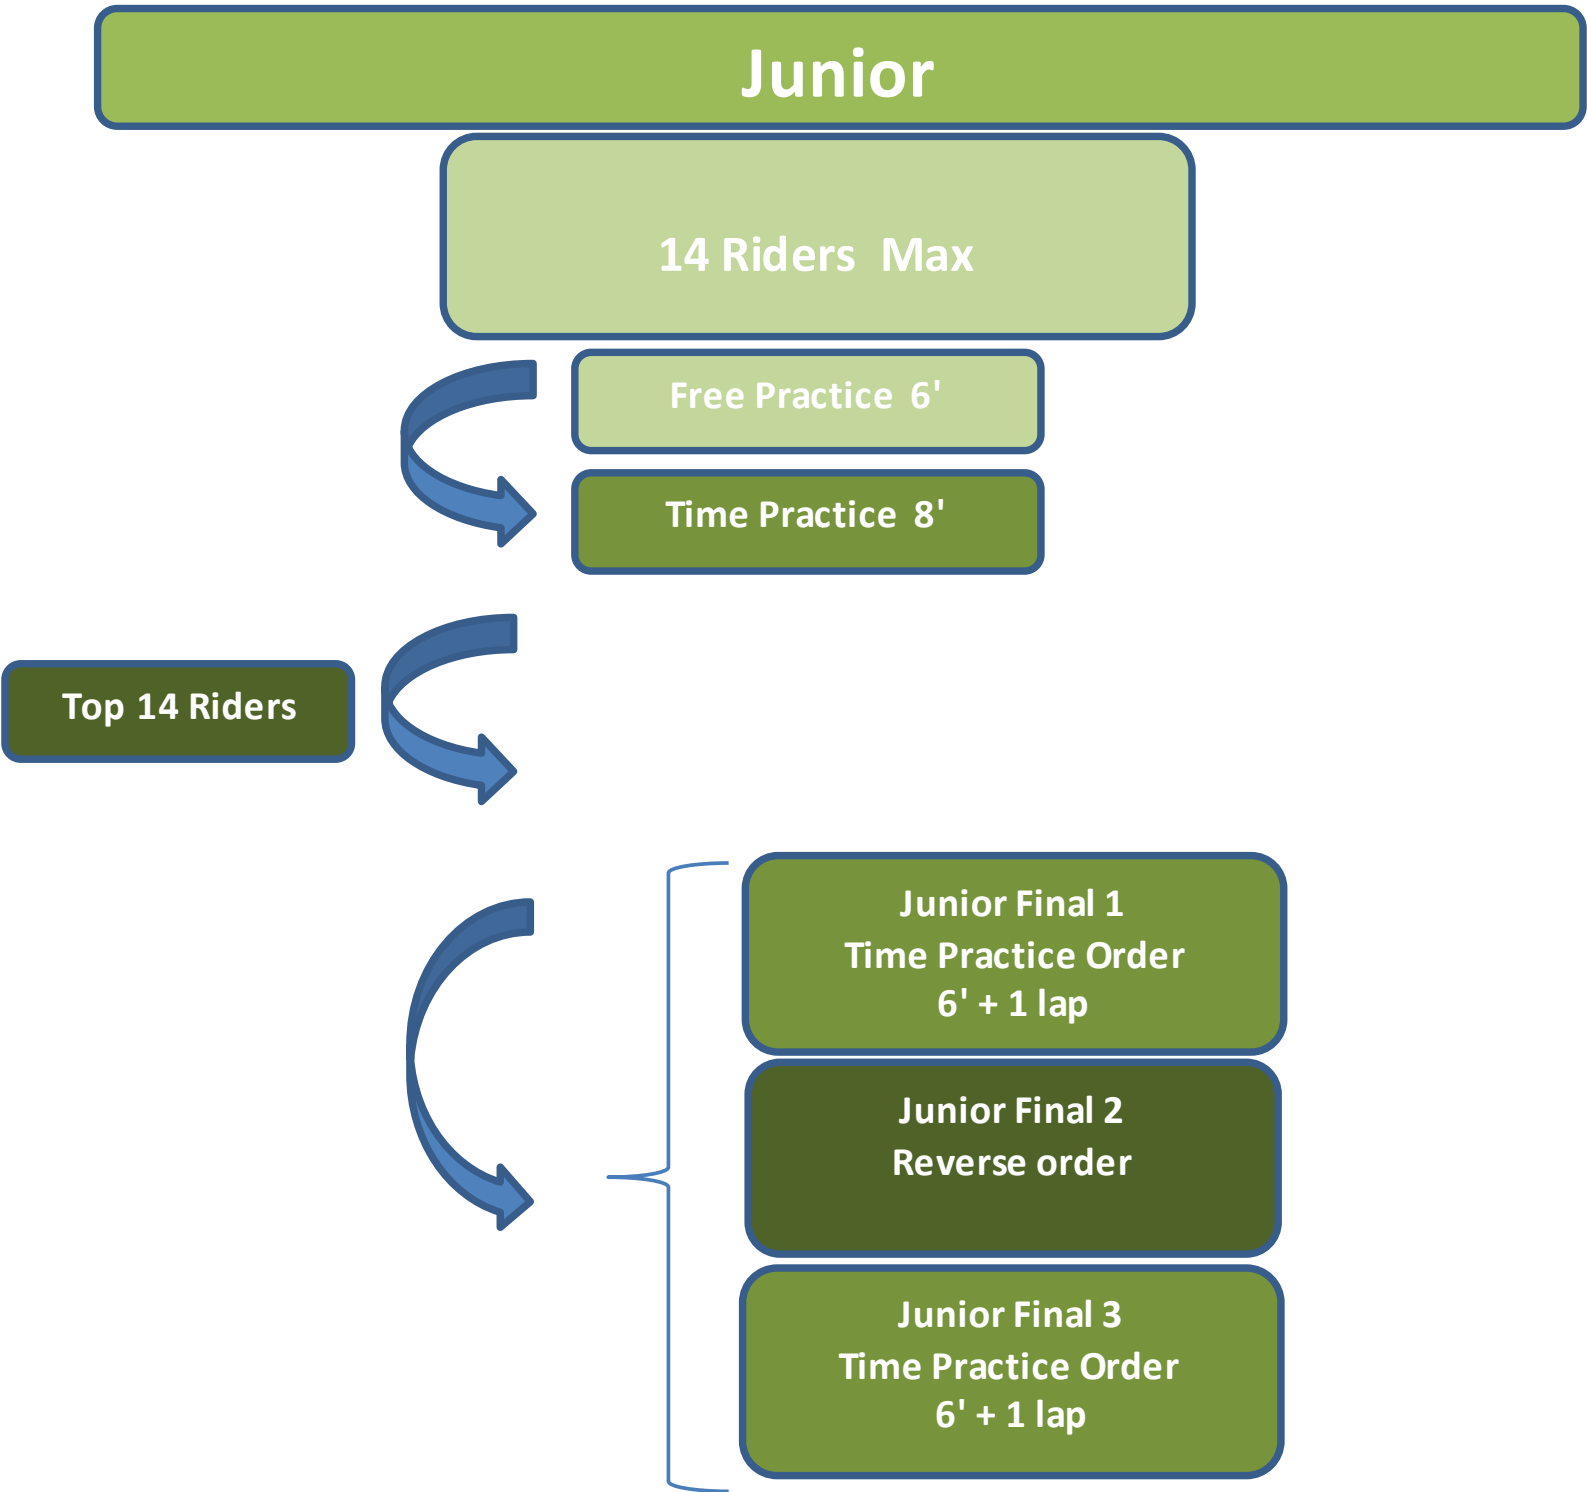 Junior
14 Riders  Max
Free Practice  6'
Time Practice  8'
Top 14 Riders
Junior Final 1
Time Practice Order
6' + 1 lap
Junior Final 2
Reverse order
Junior Final 3
Time Practice Order
6' + 1 lap